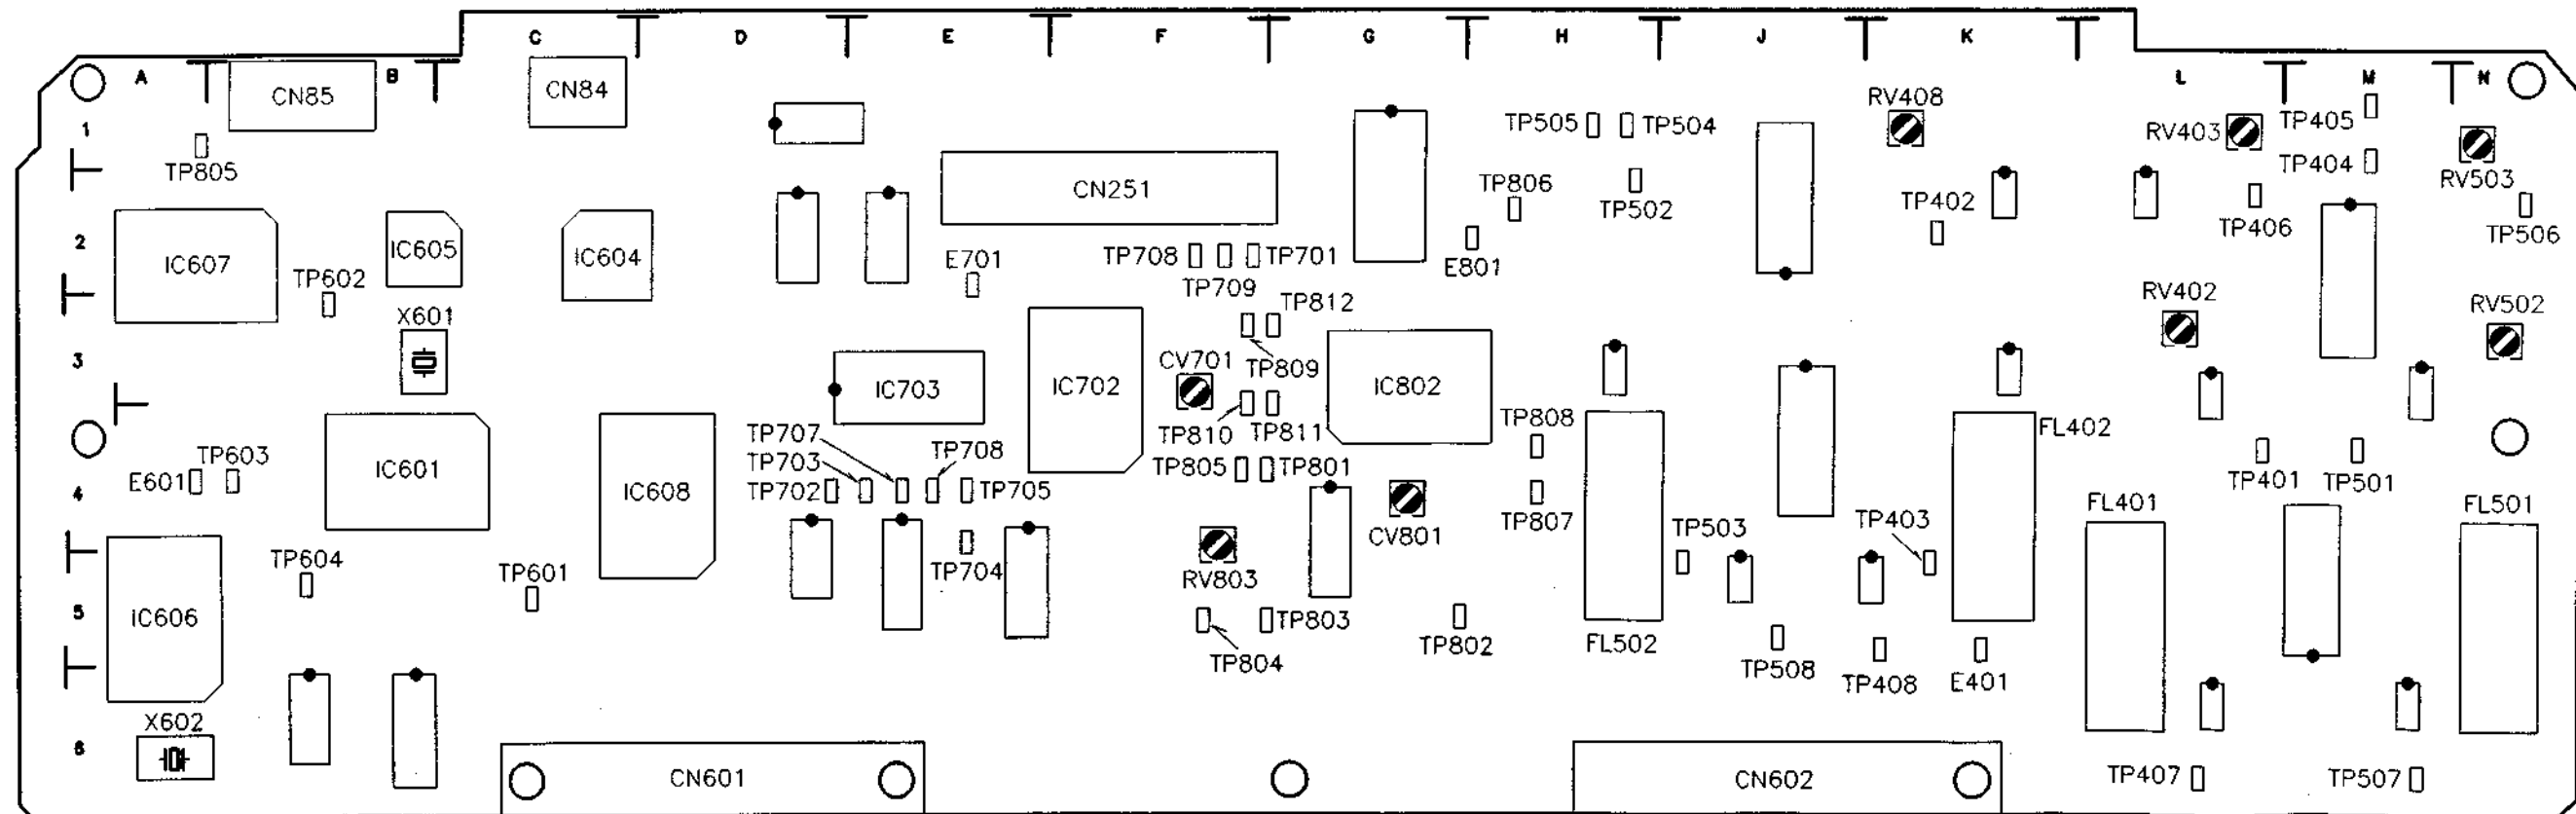 C D E F G H J K
A B L M N
CN85
CN84
RV408
TP405
1
TP505 TP504
RV403
TP404
TP805
CN251
TP806
TP502
TP402
TP406
RV503
TP506
2
IC607
IC605
IC604
TP602
E701
TP708 TP701
TP709
E801
TP812
X601
RV402
RV502
3
CV701
TP809
IC703
IC702
IC802
TP810 TP811
TP808
FL402
TP707
TP708
TP703
TP702
TP705
TP805 TP801
E601
TP603
IC601
IC608
4
TP401
TP501
FL401
FL501
TP807
CV801
TP503
TP403
TP604
TP601
TP704
RV803
5
IC606
TP803
TP804
TP802
FL502
TP508
TP408
E401
X602
6
CN601
CN602
TP407
TP507